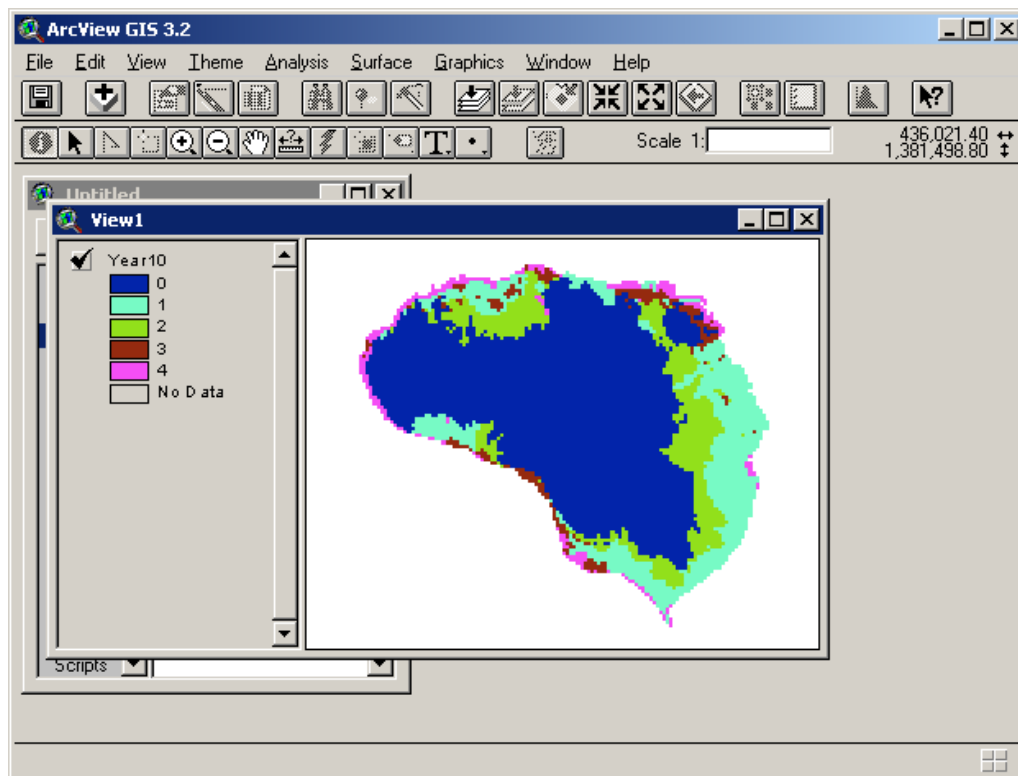 ArcView GIS 3.2
File Edit View Theme Analysis Surface Graphics Window Help
Scale 1: 436,021.40
1,381,498.80
Untitled
View1
Year10
0
1
2
3
4
No Data
Scripts